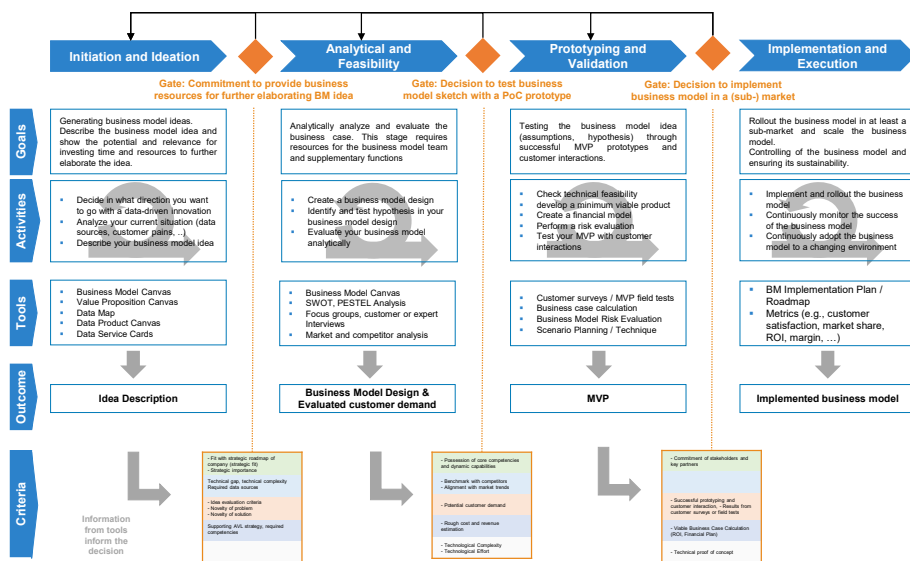 Initiation and Ideation
Analytical and
Feasibility
Prototyping and
Validation
Implementation and
Execution
Gate: Commitment to provide business
resources for further elaborating BM idea
Gate: Decision to test business
model sketch with a PoC prototype
Gate: Decision to implement
business model in a (sub-) market
Goals
Generating business model ideas.
Describe the business model idea and
show the potential and relevance for
investing time and resources to further
elaborate the idea.
Analytically analyze and evaluate the
business case. This stage requires
resources for the business model team
and supplementary functions
Testing the business model idea
(assumptions, hypothesis) through
successful MVP prototypes and
customer interactions.
Rollout the business model in at least a
sub-market and scale the business
model.
Controlling of the business model and
ensuring its sustainability.
Activities
▪ Decide in what direction you want
to go with a data-driven innovation
▪ Analyze your current situation (data
sources, customer pains, ..)
▪ Describe your business model idea
▪ Create a business model design
▪ Identify and test hypothesis in your
business model design
▪ Evaluate your business model
analytically
▪ Check technical feasibility
▪ develop a minimum viable product
▪ Create a financial model
▪ Perform a risk evaluation
▪ Test your MVP with customer
interactions
▪ Implement and rollout the business
model
▪ Continuously monitor the success
of the business model
▪ Continuously adopt the business
model to a changing environment
Tools
▪ Business Model Canvas
▪ Value Proposition Canvas
▪ Data Map
▪ Data Product Canvas
▪ Data Service Cards
▪ Business Model Canvas
▪ SWOT, PESTEL Analysis
▪ Focus groups, customer or expert
Interviews
▪ Market and competitor analysis
▪ Customer surveys / MVP field tests
▪ Business case calculation
▪ Business Model Risk Evaluation
▪ Scenario Planning / Technique
▪ BM Implementation Plan /
Roadmap
▪ Metrics (e.g., customer
satisfaction, market share,
ROI, margin, …)
Outcome
Idea Description
Business Model Design &
Evaluated customer demand
MVP
Implemented business model
Criteria
Information
from tools
inform the
decision
- Fit with strategic roadmap of
company (strategic fit)
- Strategic importance
Technical gap, technical complexity
Required data sources
- Idea evaluation criteria
- Novelty of problem
- Novelty of solution
Supporting AVL strategy, required
competencies
- Possession of core competencies
and dynamic capabilities
- Benchmark with competitors
- Alignment with market trends
- Potential customer demand
- Rough cost and revenue
estimation
- Technological Complexity
- Technological Effort
- Commitment of stakeholders and
key partners
- Successful prototyping and
customer interaction, - Results from
customer surveys or field tests
- Viable Business Case Calculation
(ROI, Financial Plan)
- Technical proof of concept